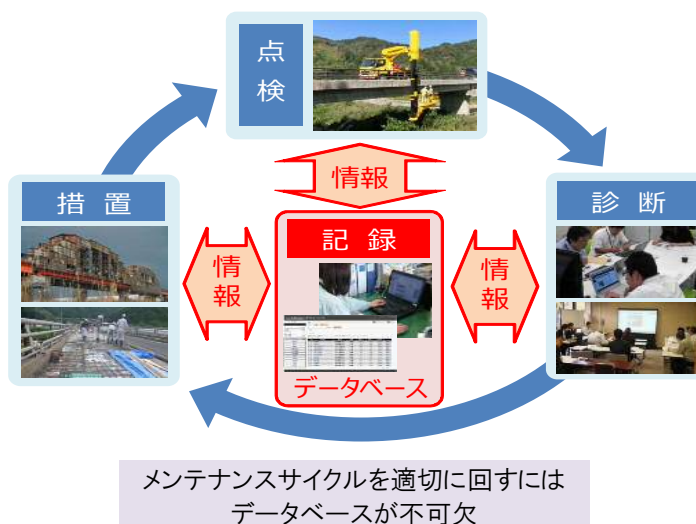 点
検
情報
措 置
診 断
記 録
情
報
情
報
データベース
メンテナンスサイクルを適切に回すには
データベースが不可欠